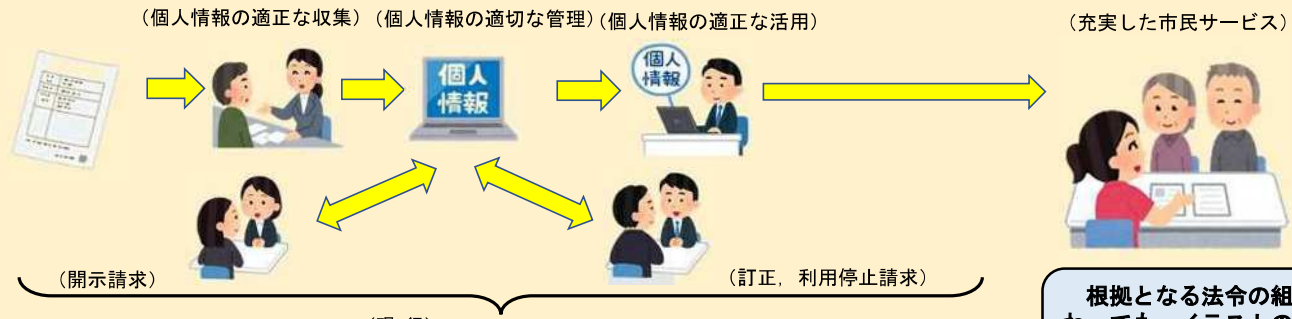 （個人情報の適正な収集）（個人情報の適切な管理）（個人情報の適正な活用）
（充実した市民サービス）
個人
情報
個人
情報
（開示請求）
（訂正，利用停止請求）
根拠となる法令の組